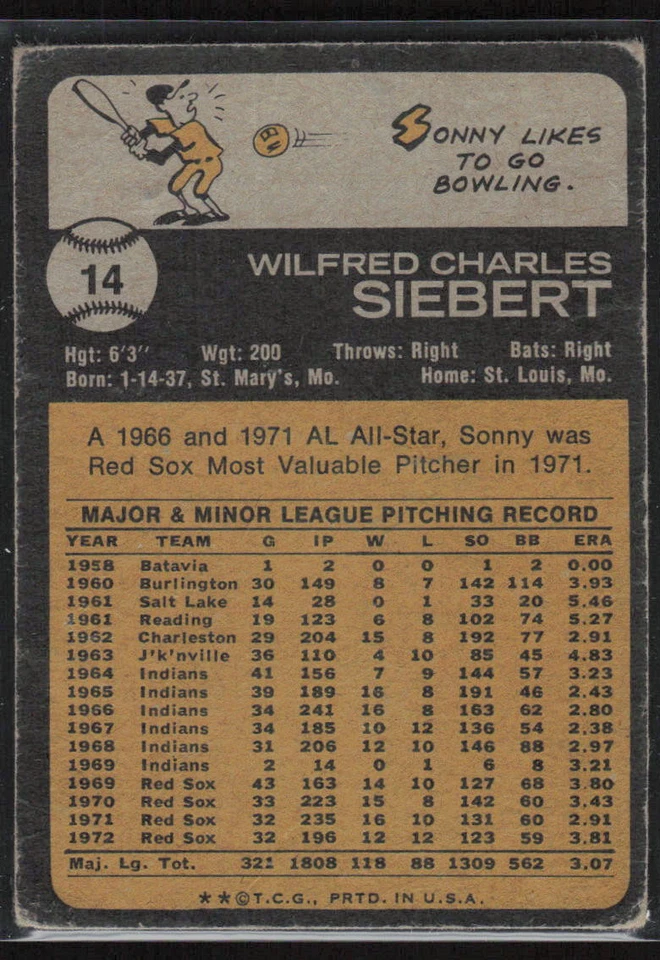 SONNY LIKES
TO GO
BOWLING.
14
WILFRED CHARLES
SIEBERT
Hgt: 6'3" Wgt: 200 Throws: Right Bats: Right
Born: 1-14-37, St. Mary's, Mo. Home: St. Louis, Mo.
A 1966 and 1971 AL All-Star, Sonny was
Red Sox Most Valuable Pitcher in 1971.
MAJOR & MINOR LEAGUE PITCHING RECORD
YEAR TEAM G IP W L SO BB ERA
1958 Batavia 1 2 0 0 1 2 0.00
1960 Burlington 30 149 8 7 142 114 3.93
1961 Salt Lake 14 28 0 1 33 20 5.46
1961 Reading 19 123 6 8 102 74 5.27
1962 Charleston 29 204 15 8 192 77 2.91
1963 J'k'nville 36 110 4 10 85 45 4.83
1964 Indians 41 156 7 9 144 57 3.23
1965 Indians 39 189 16 8 191 46 2.43
1966 Indians 34 241 16 8 163 62 2.80
1967 Indians 34 185 10 12 136 54 2.38
1968 Indians 31 206 12 10 146 88 2.97
1969 Indians 2 14 0 1 6 8 3.21
1969 Red Sox 43 163 14 10 127 68 3.80
1970 Red Sox 33 223 15 8 142 60 3.43
1971 Red Sox 32 235 16 10 131 60 2.91
1972 Red Sox 32 196 12 12 123 59 3.81
Maj. Lg. Tot. 321 1808 118 88 1309 562 3.07
**©T.C.G., PRTD. IN U.S.A.